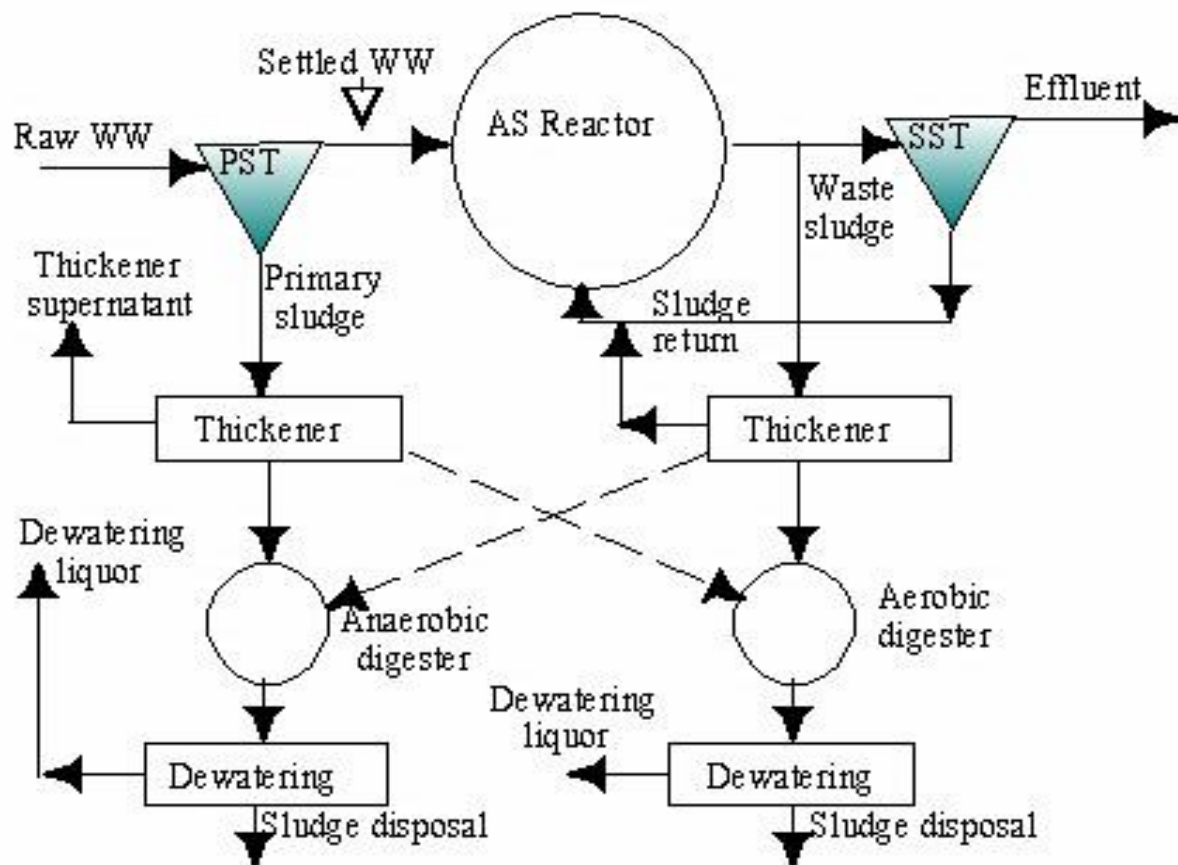 Settled WW
Effluent
AS Reactor
Raw WW
PST
SST
Waste
sludge
Thickener
supernatant
Primary
sludge
Sludge
return
Thickener
Thickener
Dewatering
liquor
Anaerobic
digester
Aerobic
digester
Dewatering
liquor
Dewatering
Dewatering
Sludge disposal
Sludge disposal